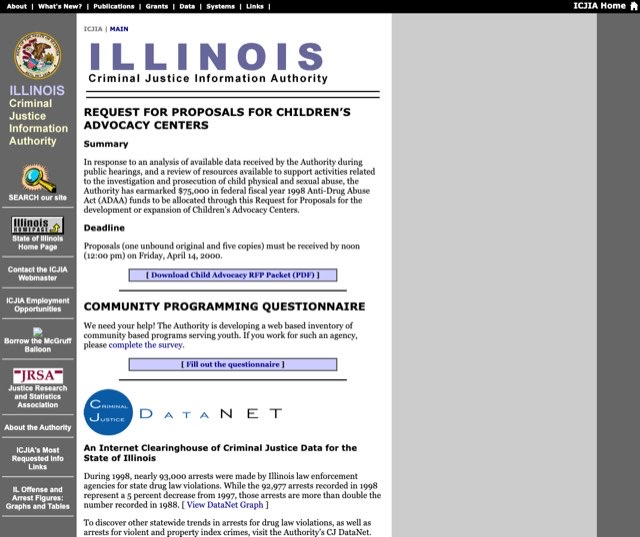 About | What's New? | Publications | Grants | Data | Systems | Links |
ICJIA Home
ILLINOIS
Criminal
Justice
Information
Authority
SEARCH our site
Illinois
HOMEPAGE
State of Illinois
Home Page
Contact the ICJIA
Webmaster
ICJIA Employment
Opportunities
Borrow the McGruff
Balloon
JRSA
Justice Research
and Statistics
Association
About the Authority
ICJIA's Most
Requested Info
Links
IL Offense and
Arrest Figures:
Graphs and Tables
ICJIA | MAIN
ILLINOIS
Criminal Justice Information Authority
REQUEST FOR PROPOSALS FOR CHILDREN'S
ADVOCACY CENTERS
Summary
In response to an analysis of available data received by the Authority during
public hearings, and a review of resources available to support activities related
to the investigation and prosecution of child physical and sexual abuse, the
Authority has earmarked $75,000 in federal fiscal year 1998 Anti-Drug Abuse
Act (ADAA) funds to be allocated through this Request for Proposals for the
development or expansion of Children's Advocacy Centers.
Deadline
Proposals (one unbound original and five copies) must be received by noon
(12:00 pm) on Friday, April 14, 2000.
[ Download Child Advocacy RFP Packet (PDF) ]
COMMUNITY PROGRAMMING QUESTIONNAIRE
We need your help! The Authority is developing a web based inventory of
community based programs serving youth. If you work for such an agency,
please complete the survey.
[ Fill out the questionnaire ]
CRIMINAL
JUSTICE
DATANET
An Internet Clearinghouse of Criminal Justice Data for the
State of Illinois
During 1998, nearly 93,000 arrests were made by Illinois law enforcement
agencies for state drug law violations. While the 92,977 arrests recorded in 1998
represent a 5 percent decrease from 1997, those arrests are more than double the
number recorded in 1988. [ View DataNet Graph ]
To discover other statewide trends in arrests for drug law violations, as well as
arrests for violent and property index crimes, visit the Authority's CJ DataNet.